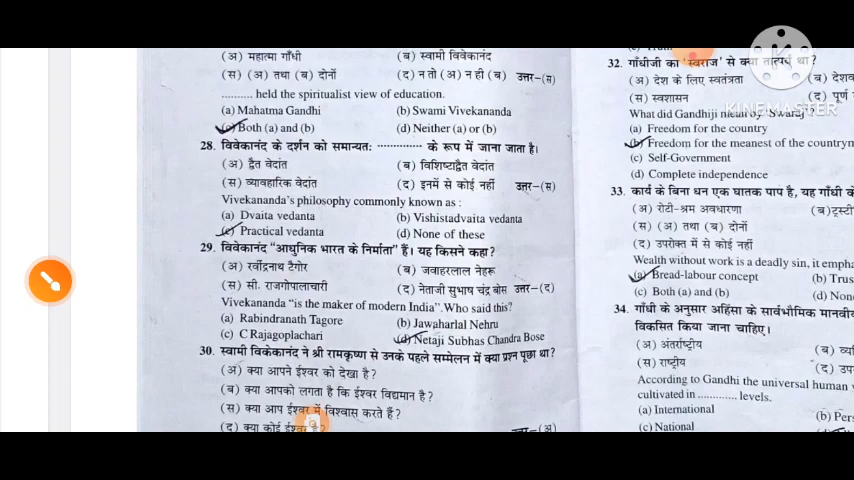 (अ) महात्मा गाँधी (ब) स्वामी विवेकानंद
(स) (अ) तथा (ब) दोनों (द) न तो (अ) न ही (ब) उत्तर–(स)
.......... held the spiritualist view of education.
(a) Mahatma Gandhi (b) Swami Vivekananda
(c) Both (a) and (b) (d) Neither (a) or (b)
28. विवेकानंद के दर्शन को सामान्यतः ·············· के रूप में जाना जाता है।
(अ) द्वैत वेदांत (ब) विशिष्टाद्वैत वेदांत
(स) व्यावहारिक वेदांत (द) इनमें से कोई नहीं उत्तर–(स)
Vivekananda's philosophy commonly known as :
(a) Dvaita vedanta (b) Vishistadvaita vedanta
(c) Practical vedanta (d) None of these
29. विवेकानंद "आधुनिक भारत के निर्माता" हैं। यह किसने कहा?
(अ) रवींद्रनाथ टैगोर (ब) जवाहरलाल नेहरू
(स) सी. राजगोपालाचारी (द) नेताजी सुभाष चंद्र बोस उत्तर–(द)
Vivekananda "is the maker of modern India". Who said this?
(a) Rabindranath Tagore (b) Jawaharlal Nehru
(c) C Rajagoplachari (d) Netaji Subhas Chandra Bose
30. स्वामी विकेकानंद ने श्री रामकृष्ण से उनके पहले सम्मेलन में क्या प्रश्न पूछा था?
(अ) क्या आपने ईश्वर को देखा है?
(ब) क्या आपको लगता है कि ईश्वर विद्यमान है?
(स) क्या आप ईश्वर में विश्वास करते हैं?
(द) क्या कोई ईश्वर है?
उत्तर–(अ)
32. गाँधीजी का 'स्वराज' से क्या तात्पर्य था?
(अ) देश के लिए स्वतंत्रता (ब)
(स) स्वशासन (द) पूर्ण
What did Gandhiji mean by 'Swaraj'?
(a) Freedom for the country
(b) Freedom for the meanest of the
(c) Self-Government
(d) Complete independence
33. कार्य के बिना धन एक घातक पाप है, यह गाँधी
(अ) रोटी-श्रम अवधारणा
(स) (अ) तथा (ब) दोनों
(द) उपरोक्त में से कोई नहीं
Wealth without work is a deadly sin, it
(a) Bread-labour concept (b)
(c) Both (a) and (b) (d)
34. गाँधी के अनुसार अहिंसा के सार्वभौमिक
विकसित किया जाना चाहिए।
(अ) अंतर्राष्ट्रीय (ब)
(स) राष्ट्रीय (द)
According to Gandhi the universal human
cultivated in ............ levels.
(a) International (b)
(c) National
KINEMASTER